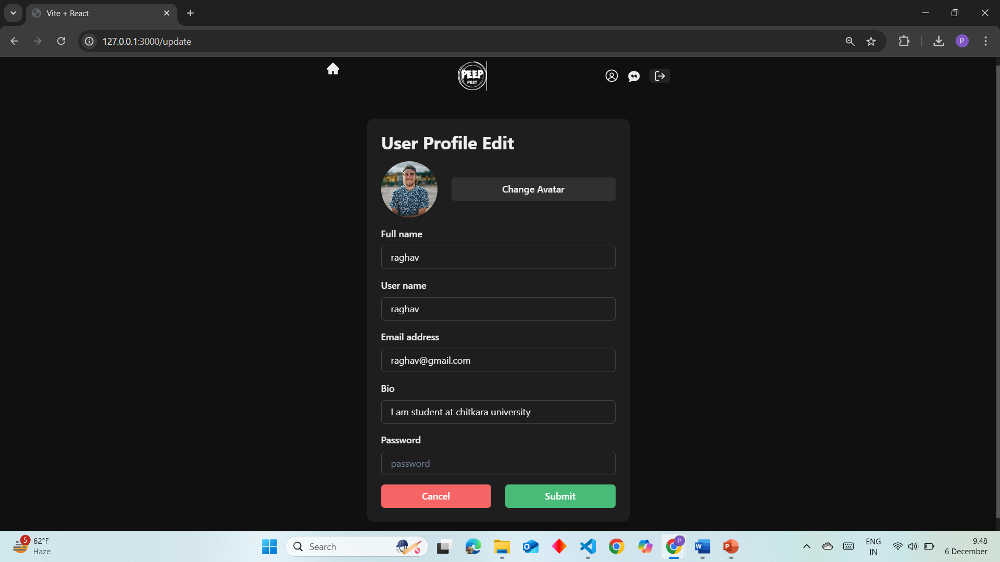 Vite + React
127.0.0.1:3000/update
P
PEEP
POST
User Profile Edit
Change Avatar
Full name
raghav
User name
raghav
Email address
raghav@gmail.com
Bio
I am student at chitkara university
Password
password
Cancel
Submit
5
62°F
Haze
Search
P
ENG
IN
9.48
6 December